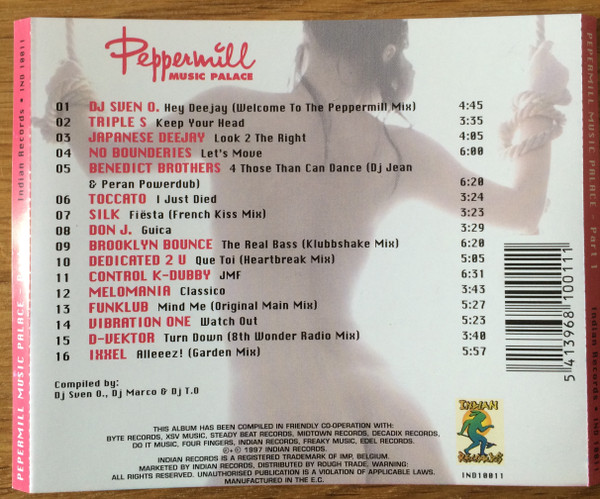 Peppermill
MUSIC PALACE
01 DJ SVEN O. Hey Deejay (Welcome To The Peppermill Mix) 4:45
02 TRIPLE S Keep Your Head 3:35
03 JAPANESE DEEJAY Look 2 The Right 4:05
04 NO BOUNDERIES Let's Move 6:00
05 BENEDICT BROTHERS 4 Those Than Can Dance (Dj Jean
& Peran Powerdub) 6:20
06 TOCCATO I Just Died 3:24
07 SILK Fiësta (French Kiss Mix) 3:23
08 DON J. Guica 3:29
09 BROOKLYN BOUNCE The Real Bass (Klubbshake Mix) 6:20
10 DEDICATED 2 U Que Toi (Heartbreak Mix) 5:05
11 CONTROL K-DUBBY JMF 6:31
12 MELOMANIA Classico 3:43
13 FUNKLUB Mind Me (Original Main Mix) 5:27
14 VIBRATION ONE Watch Out 5:23
15 D-VEKTOR Turn Down (8th Wonder Radio Mix) 3:40
16 IXXEL Alleeez! (Garden Mix) 5:57
Compiled by:
Dj Sven O., Dj Marco & Dj T.O
THIS ALBUM HAS BEEN COMPILED IN FRIENDLY CO-OPERATION WITH:
BYTE RECORDS, XSV MUSIC, STEADY BEAT RECORDS, MIDTOWN RECORDS, DECADIX RECORDS,
DO IT MUSIC, FOUR FINGERS, INDIAN RECORDS, FREAKY MUSIC, EDEL RECORDS.
℗ + © 1997 INDIAN RECORDS.
INDIAN RECORDS IS A REGISTERED TRADEMARK OF IMP, BELGIUM.
MARKETED BY INDIAN RECORDS, DISTRIBUTED BY ROUGH TRADE, WARNING:
ALL RIGHTS RESERVED. UNAUTHORISED PUBLICATION IS A VIOLATION OF APPLICABLE LAWS.
MANUFACTURED IN THE E.C.
INDIAN
RECORDS
IND10011
5 413968 100111
PEPERMILL MUSIC PALACE -
Indian Records • IND 10011
PEPERMILL MUSIC PALACE - Part 1
Indian Records